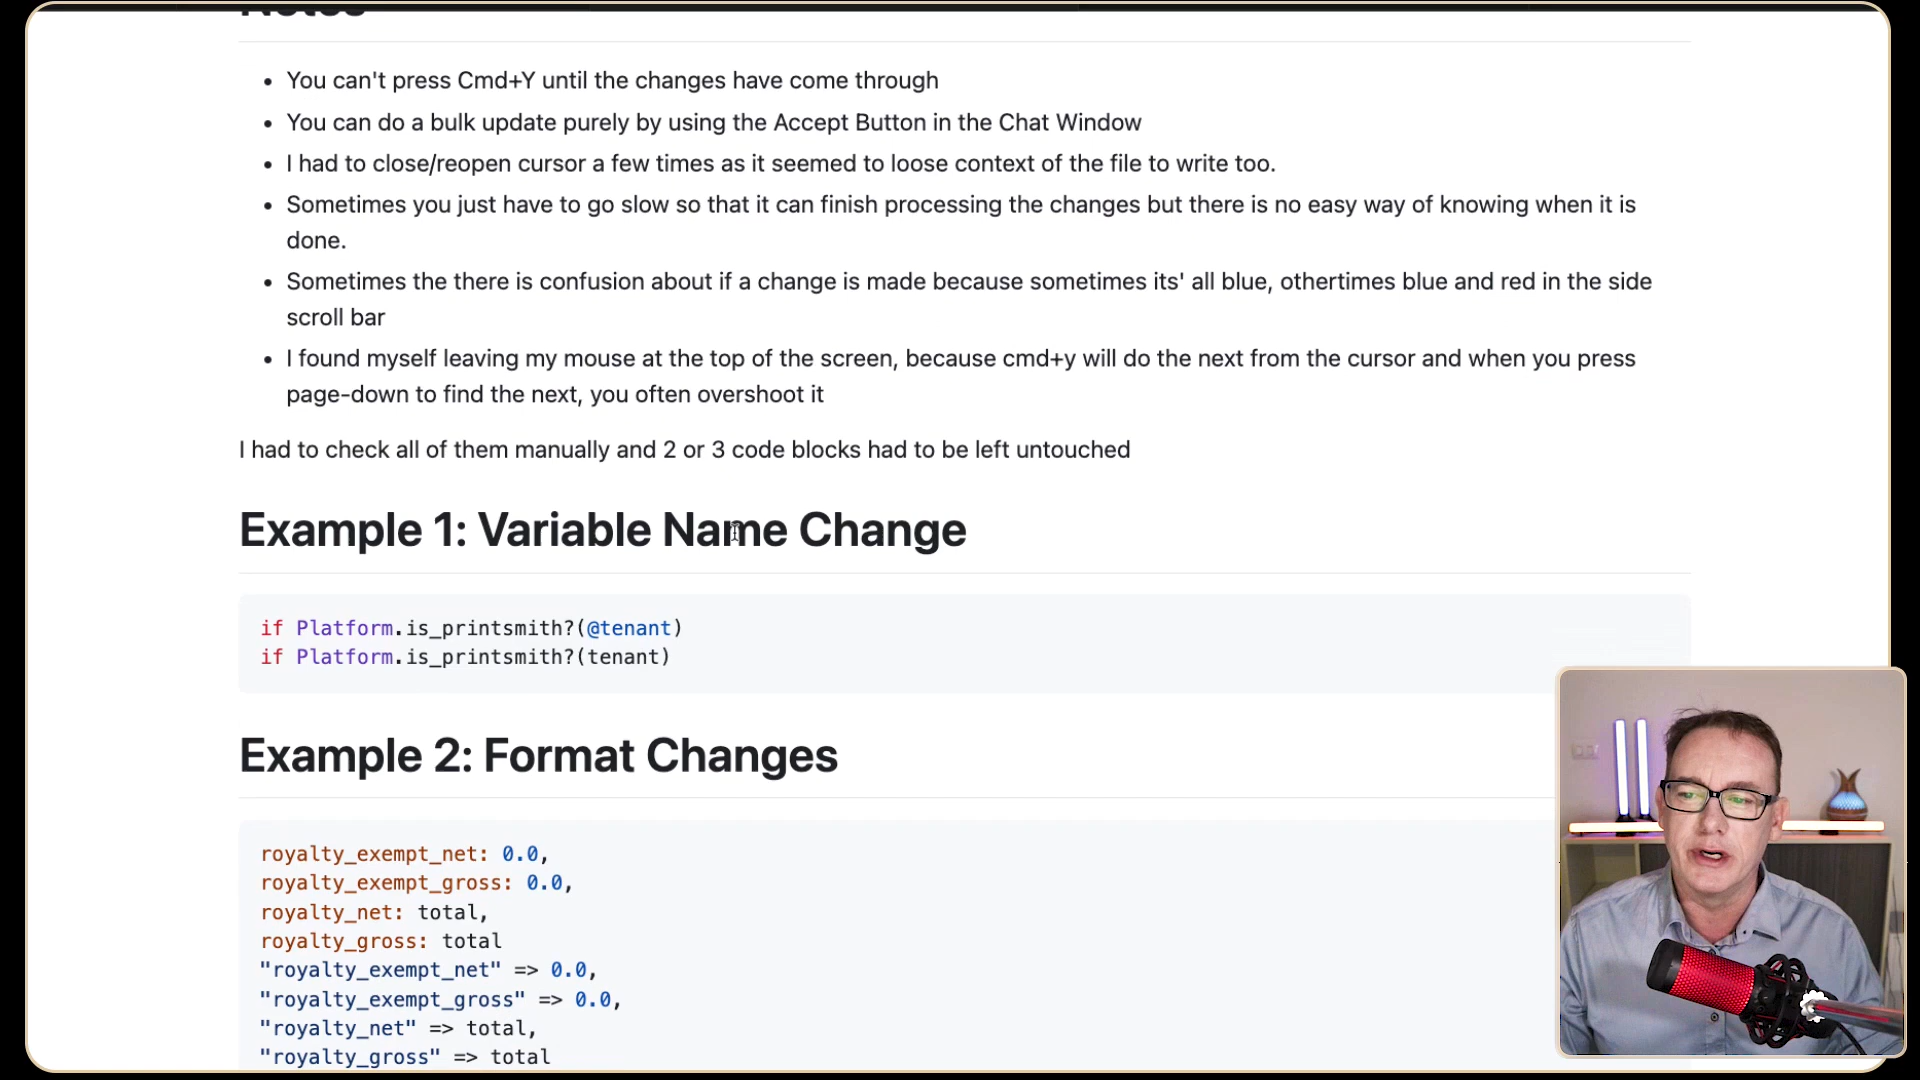 Notes
You can't press Cmd+Y until the changes have come through
You can do a bulk update purely by using the Accept Button in the Chat Window
I had to close/reopen cursor a few times as it seemed to loose context of the file to write too.
Sometimes you just have to go slow so that it can finish processing the changes but there is no easy way of knowing when it is
done.
Sometimes the there is confusion about if a change is made because sometimes its' all blue, othertimes blue and red in the side
scroll bar
I found myself leaving my mouse at the top of the screen, because cmd+y will do the next from the cursor and when you press
page-down to find the next, you often overshoot it
I had to check all of them manually and 2 or 3 code blocks had to be left untouched
Example 1: Variable Name Change
if Platform.is_printsmith?(@tenant)
if Platform.is_printsmith?(tenant)
Example 2: Format Changes
royalty_exempt_net: 0.0,
royalty_exempt_gross: 0.0,
royalty_net: total,
royalty_gross: total
"royalty_exempt_net" => 0.0,
"royalty_exempt_gross" => 0.0,
"royalty_net" => total,
"royalty_gross" => total